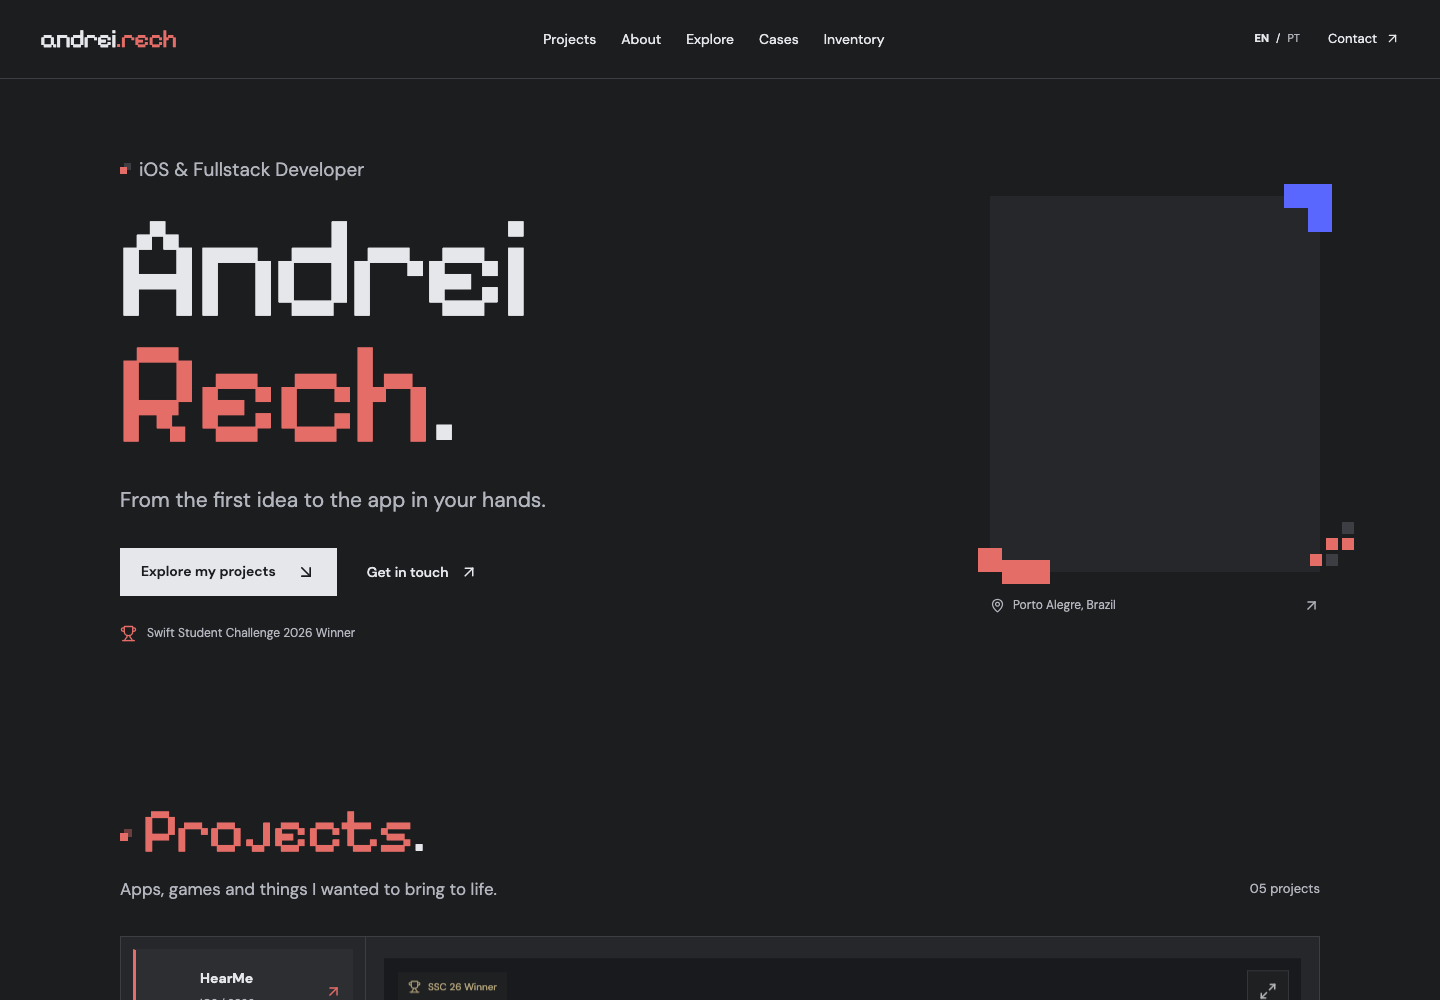 andrei.rech
Projects About Explore Cases Inventory
EN / PT
Contact
iOS & Fullstack Developer
Andrei
Rech.
From the first idea to the app in your hands.
Explore my projects
Get in touch
Swift Student Challenge 2026 Winner
Porto Alegre, Brazil
Projects.
Apps, games and things I wanted to bring to life.
05 projects
HearMe
SSC 26 Winner